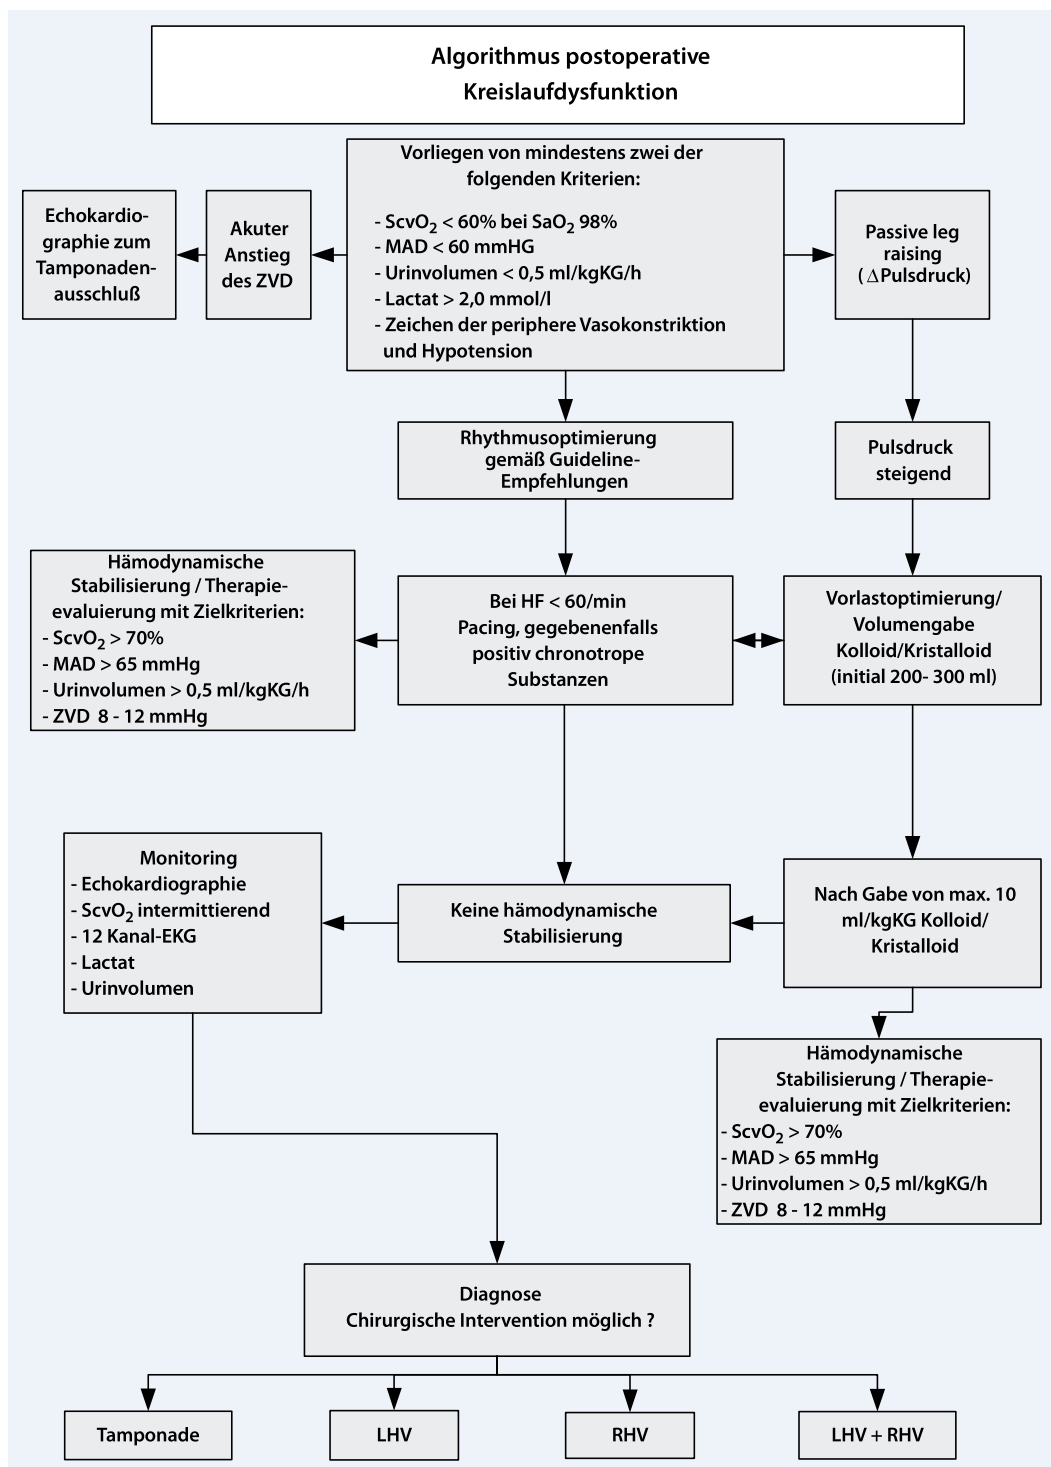 Algorithmus postoperative
Kreislaufdysfunktion
Vorliegen von mindestens zwei der
folgenden Kriterien:
- ScvO2 < 60% bei SaO2 98%
- MAD < 60 mmHG
- Urinvolumen < 0,5 ml/kgKG/h
- Lactat > 2,0 mmol/l
- Zeichen der periphere Vasokonstriktion
und Hypotension
Echokardio-
graphie zum
Tamponaden-
ausschluß
Akuter
Anstieg
des ZVD
Passive leg
raising
(ΔPulsdruck)
Rhythmusoptimierung
gemäß Guideline-
Empfehlungen
Pulsdruck
steigend
Hämodynamische
Stabilisierung / Therapie-
evaluierung mit Zielkriterien:
- ScvO2 > 70%
- MAD > 65 mmHg
- Urinvolumen > 0,5 ml/kgKG/h
- ZVD 8 - 12 mmHg
Bei HF < 60/min
Pacing, gegebenenfalls
positiv chronotrope
Substanzen
Vorlastoptimierung/
Volumengabe
Kolloid/Kristalloid
(initial 200- 300 ml)
Monitoring
- Echokardiographie
- ScvO2 intermittierend
- 12 Kanal-EKG
- Lactat
- Urinvolumen
Keine hämodynamische
Stabilisierung
Nach Gabe von max. 10
ml/kgKG Kolloid/
Kristalloid
Hämodynamische
Stabilisierung / Therapie-
evaluierung mit Zielkriterien:
- ScvO2 > 70%
- MAD > 65 mmHg
- Urinvolumen > 0,5 ml/kgKG/h
- ZVD 8 - 12 mmHg
Diagnose
Chirurgische Intervention möglich ?
Tamponade
LHV
RHV
LHV + RHV